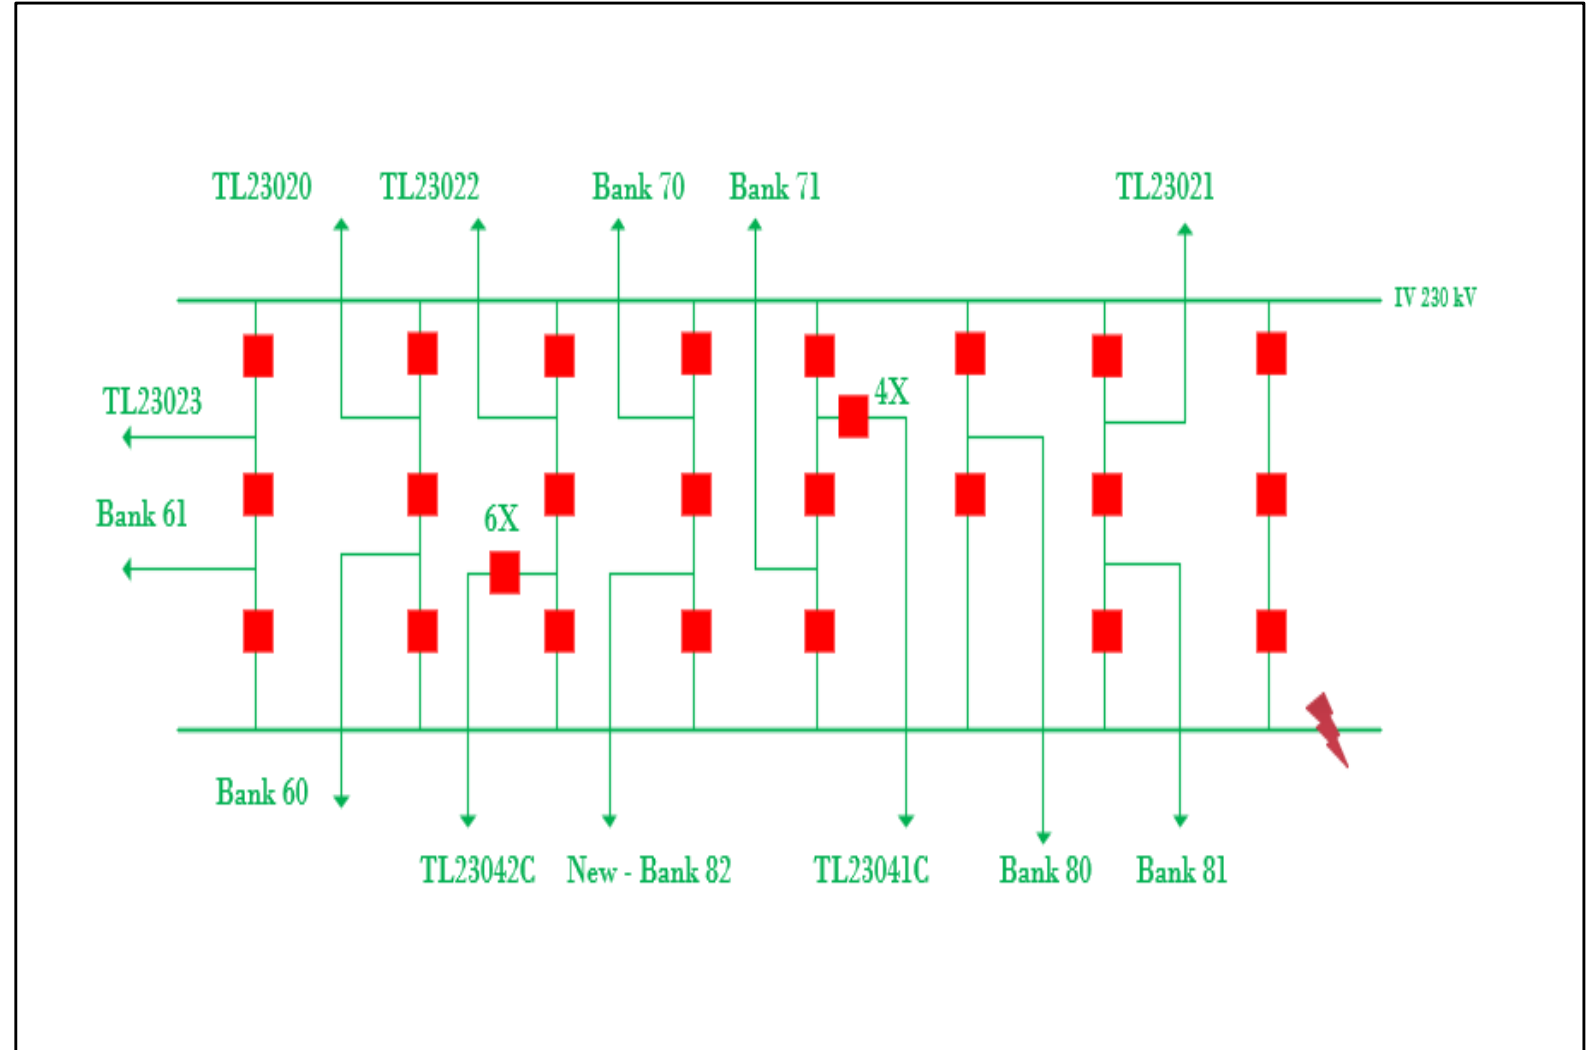 TL23020 TL23022 Bank 70 Bank 71 TL23021
IV 230 kV
4X
TL23023
Bank 61
6X
Bank 60
TL23042C New - Bank 82 TL23041C Bank 80 Bank 81